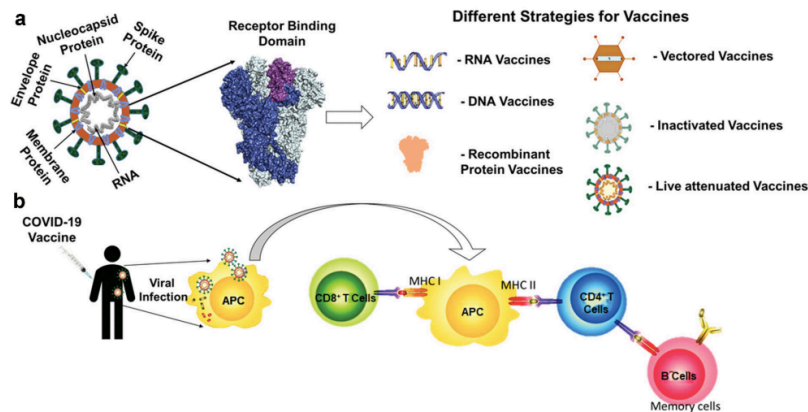 a
Nucleocapsid
Protein
Spike
Protein
Envelope
Protein
Membrane
Protein
RNA
Receptor Binding
Domain
Different Strategies for Vaccines
- RNA Vaccines
- DNA Vaccines
- Recombinant
Protein Vaccines
- Vectored Vaccines
- Inactivated Vaccines
- Live attenuated Vaccines
b
COVID-19
Vaccine
Viral
Infection
APC
CD8+ T Cells
MHC I
APC
MHC II
CD4+ T
Cells
B Cells
Memory cells